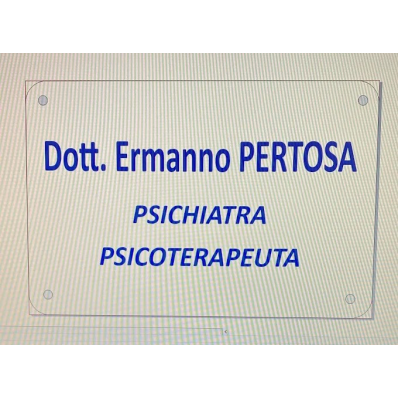 Dott. Ermanno PERTOSA
PSICHIATRA
PSICOTERAPEUTA